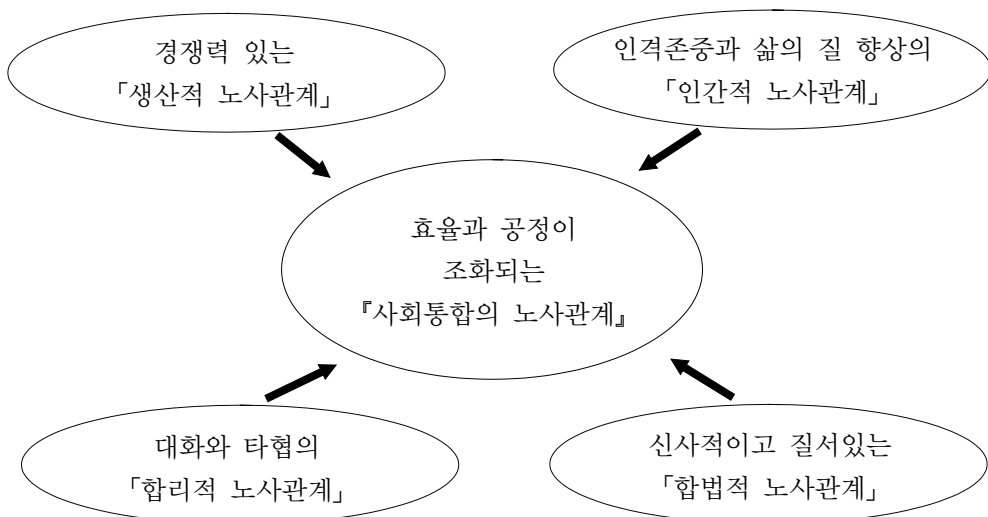 경쟁력 있는
「생산적 노사관계」
인격존중과 삶의 질 향상의
「인간적 노사관계」
효율과 공정이
조화되는
『사회통합의 노사관계』
대화와 타협의
「합리적 노사관계」
신사적이고 질서있는
「합법적 노사관계」